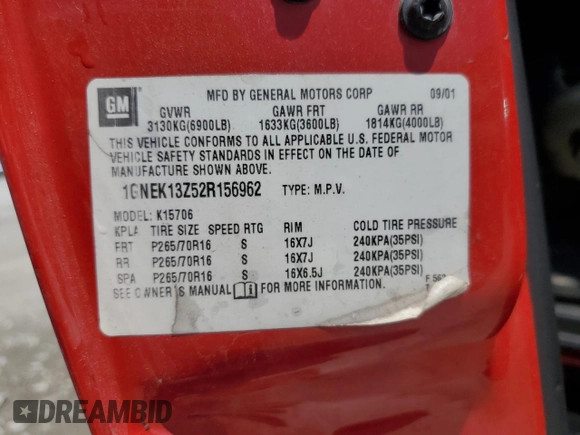 GM
MFD BY GENERAL MOTORS CORP 09/01
GVWR GAWR FRT GAWR RR
3130KG(6900LB) 1633KG(3600LB) 1814KG(4000LB)
THIS VEHICLE CONFORMS TO ALL APPLICABLE U.S. FEDERAL MOTOR
VEHICLE SAFETY STANDARDS IN EFFECT ON THE DATE OF
MANUFACTURE SHOWN ABOVE.
1GNEK13Z52R156962 TYPE: M.P.V.
MODEL: K15706
KPLA TIRE SIZE SPEED RTG RIM COLD TIRE PRESSURE
FRT P265/70R16 S 16X7J 240KPA(35PSI)
RR P265/70R16 S 16X7J 240KPA(35PSI)
SPA P265/70R16 S 16X6.5J 240KPA(35PSI)
SEE OWNER'S MANUAL FOR MORE INFORMATION.
DREAMBID